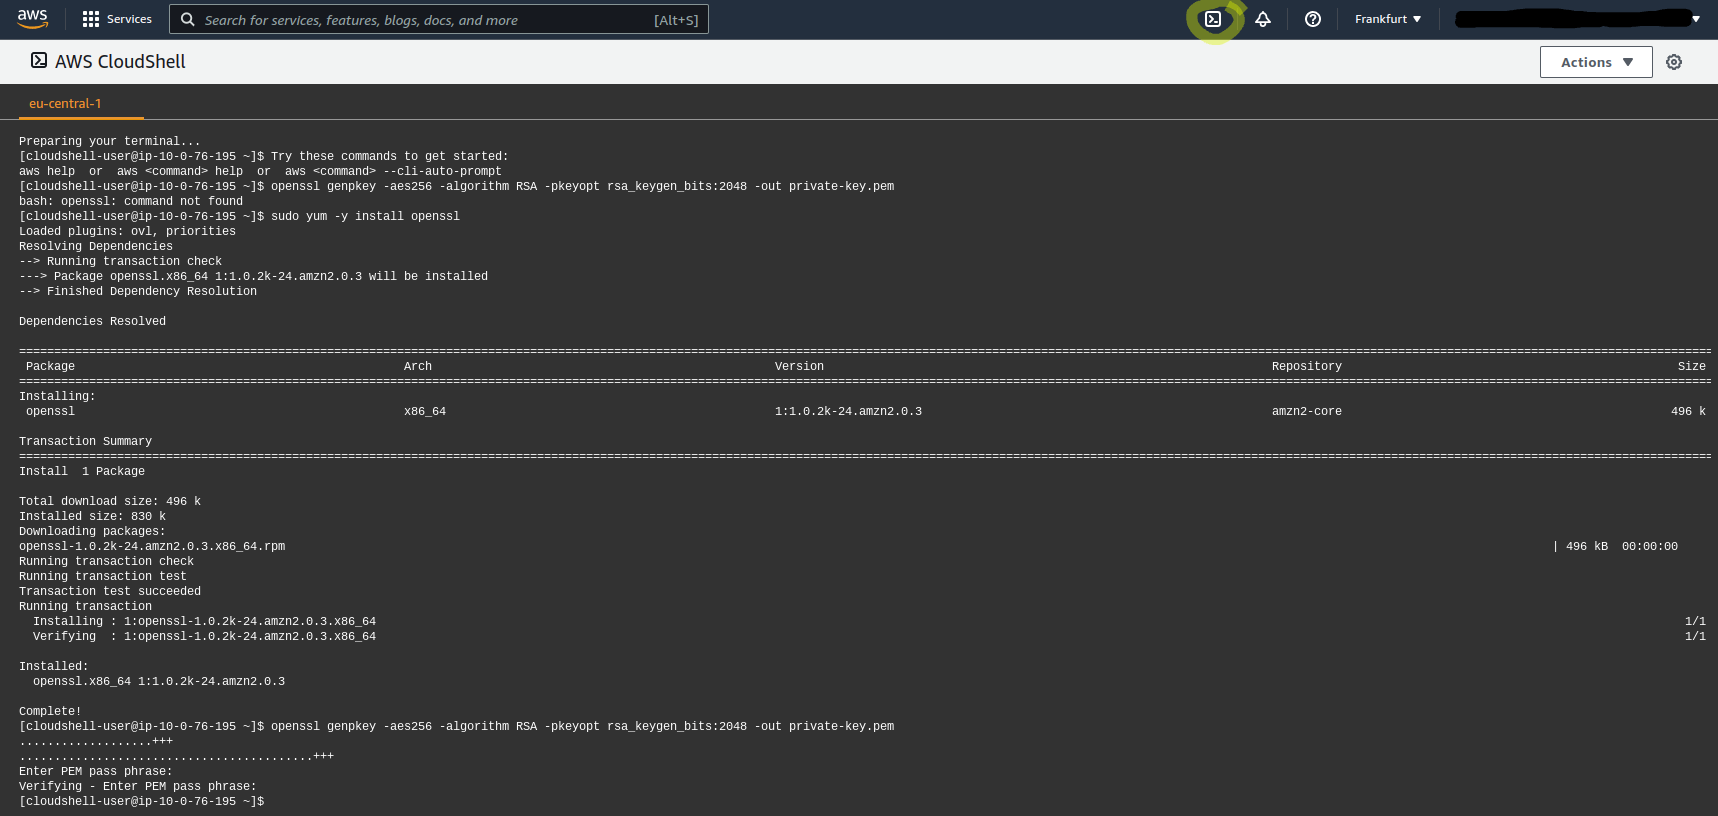 aws Services Search for services, features, blogs, docs, and more [Alt+S] Frankfurt
AWS CloudShell Actions
eu-central-1
Preparing your terminal...
[cloudshell-user@ip-10-0-76-195 ~]$ Try these commands to get started:
aws help  or  aws <command> help  or  aws <command> --cli-auto-prompt
[cloudshell-user@ip-10-0-76-195 ~]$ openssl genpkey -aes256 -algorithm RSA -pkeyopt rsa_keygen_bits:2048 -out private-key.pem
bash: openssl: command not found
[cloudshell-user@ip-10-0-76-195 ~]$ sudo yum -y install openssl
Loaded plugins: ovl, priorities
Resolving Dependencies
--> Running transaction check
---> Package openssl.x86_64 1:1.0.2k-24.amzn2.0.3 will be installed
--> Finished Dependency Resolution
Dependencies Resolved
Package Arch Version Repository Size
Installing:
openssl x86_64 1:1.0.2k-24.amzn2.0.3 amzn2-core 496 k
Transaction Summary
Install  1 Package
Total download size: 496 k
Installed size: 830 k
Downloading packages:
openssl-1.0.2k-24.amzn2.0.3.x86_64.rpm | 496 kB  00:00:00
Running transaction check
Running transaction test
Transaction test succeeded
Running transaction
Installing : 1:openssl-1.0.2k-24.amzn2.0.3.x86_64 1/1
Verifying  : 1:openssl-1.0.2k-24.amzn2.0.3.x86_64 1/1
Installed:
openssl.x86_64 1:1.0.2k-24.amzn2.0.3
Complete!
[cloudshell-user@ip-10-0-76-195 ~]$ openssl genpkey -aes256 -algorithm RSA -pkeyopt rsa_keygen_bits:2048 -out private-key.pem
...................+++
..........................................+++
Enter PEM pass phrase:
Verifying - Enter PEM pass phrase:
[cloudshell-user@ip-10-0-76-195 ~]$